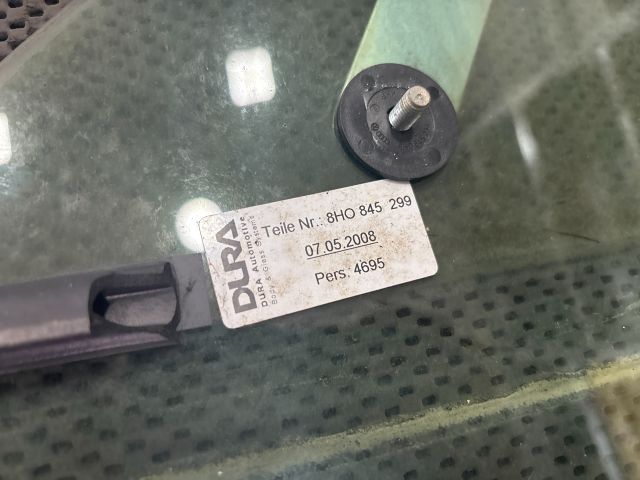 DURA
DURA Automotive
Body & Glass Systems
Teile Nr.: 8HO 845 299
07.05.2008
Pers: 4695